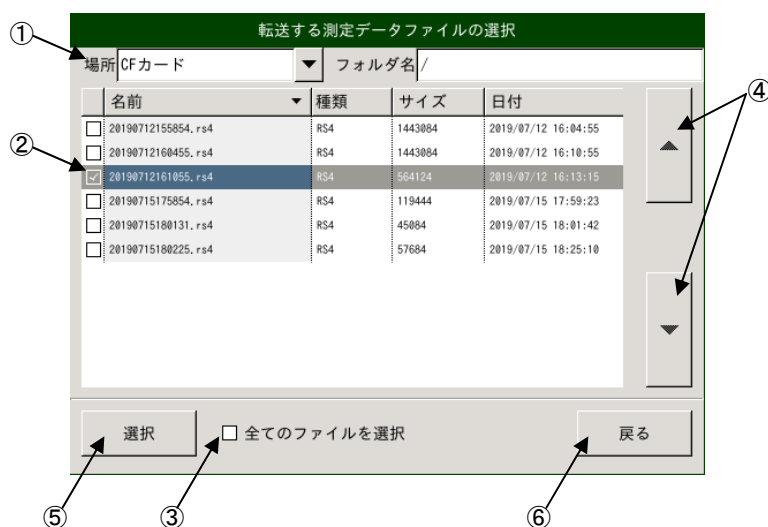 転送する測定データファイルの選択
①
場所 CFカード フォルダ名 /
名前 種類 サイズ 日付
④
20190712155854.rs4 RS4 1443084 2019/07/12 16:04:55
②
20190712160455.rs4 RS4 1443084 2019/07/12 16:10:55
20190712161055.rs4 RS4 564124 2019/07/12 16:13:15
20190715175854.rs4 RS4 119444 2019/07/15 17:59:23
20190715180131.rs4 RS4 45084 2019/07/15 18:01:42
20190715180225.rs4 RS4 57684 2019/07/15 18:25:10
選択 全てのファイルを選択 戻る
⑤ ③ ⑥